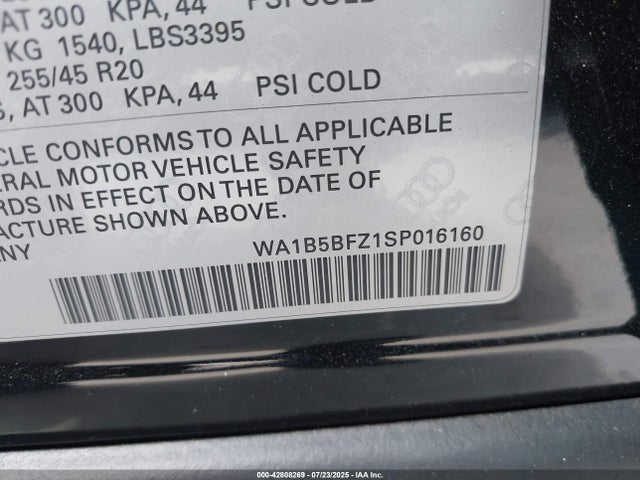 AT 300 KPA, 44 PSI COLD
KG 1540, LBS3395
255/45 R20
, AT 300 KPA, 44 PSI COLD
CLE CONFORMS TO ALL APPLICABLE
ERAL MOTOR VEHICLE SAFETY
RDS IN EFFECT ON THE DATE OF
ACTURE SHOWN ABOVE.
NY
WA1B5BFZ1SP016160
000-42808269 - 07/23/2025 - IAA Inc.